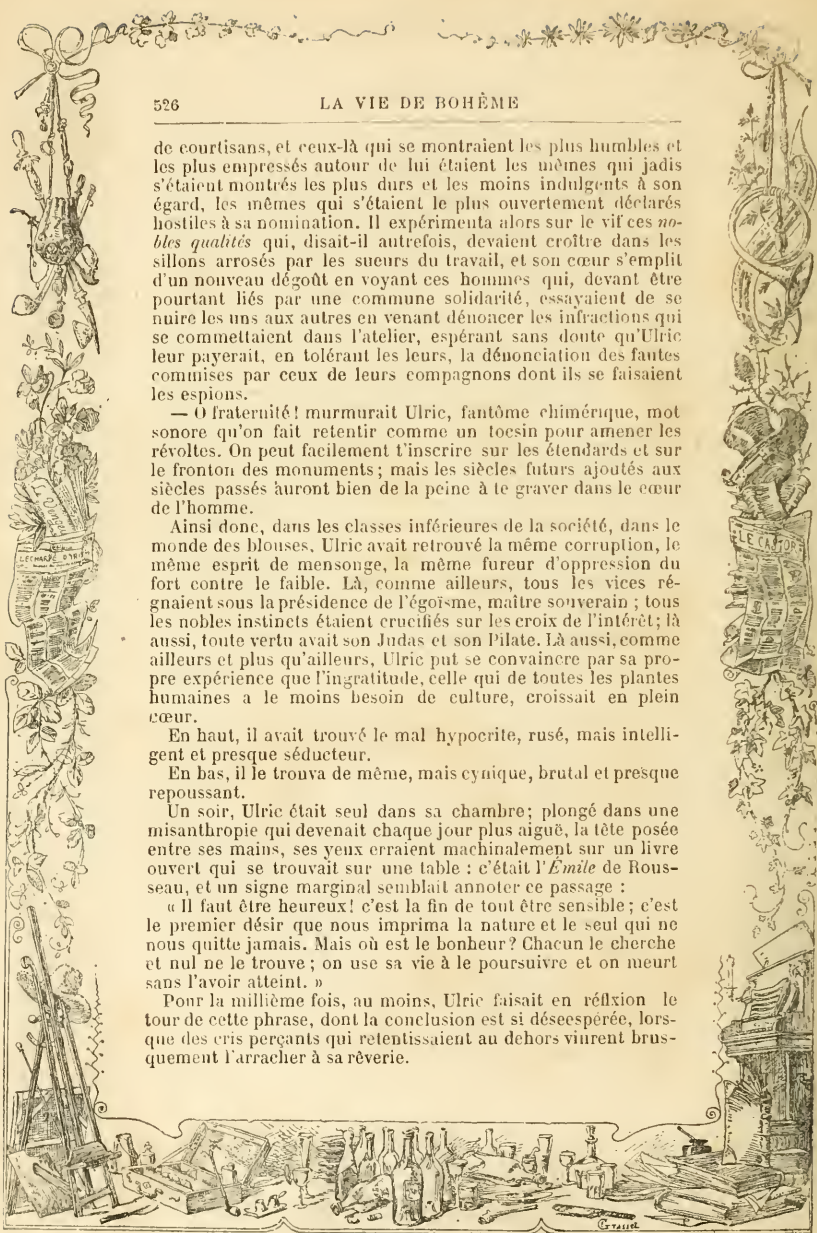 526
LA VIE DE BOHÈME
de courtisans, et ceux-là qui se montraient les plus humbles et
les plus empressés autour de lui étaient les mêmes qui jadis
s'étaient montrés les plus durs et les moins indulgents à son
égard, les mêmes qui s'étaient le plus ouvertement déclarés
hostiles à sa nomination. Il expérimenta alors sur le vif ces no-
bles qualités qui, disait-il autrefois, devaient croître dans les
sillons arrosés par les sueurs du travail, et son cœur s'emplit
d'un nouveau dégoût en voyant ces hommes qui, devant être
pourtant liés par une commune solidarité, essayaient de se
nuire les uns aux autres en venant dénoncer les infractions qui
se commettaient dans l'atelier, espérant sans doute qu'Ulric
leur payerait, en tolérant les leurs, la dénonciation des fautes
commises par ceux de leurs compagnons dont ils se faisaient
les espions.
— O fraternité! murmurait Ulric, fantôme chimérique, mot
sonore qu'on fait retentir comme un tocsin pour amener les
révoltes. On peut facilement t'inscrire sur les étendards et sur
le fronton des monuments; mais les siècles futurs ajoutés aux
siècles passés auront bien de la peine à te graver dans le cœur
de l'homme.
Ainsi donc, dans les classes inférieures de la société, dans le
monde des blouses, Ulric avait retrouvé la même corruption, le
même esprit de mensonge, la même fureur d'oppression du
fort contre le faible. Là, comme ailleurs, tous les vices ré-
gnaient sous la présidence de l'égoïsme, maître souverain; tous
les nobles instincts étaient crucifiés sur les croix de l'intérêt; là
aussi, toute vertu avait son Judas et son Pilate. Là aussi, comme
ailleurs et plus qu'ailleurs, Ulric put se convaincre par sa pro-
pre expérience que l'ingratitude, celle qui de toutes les plantes
humaines a le moins besoin de culture, croissait en plein
cœur.
En haut, il avait trouvé le mal hypocrite, rusé, mais intelli-
gent et presque séducteur.
En bas, il le trouva de même, mais cynique, brutal et presque
repoussant.
Un soir, Ulric était seul dans sa chambre; plongé dans une
misanthropie qui devenait chaque jour plus aiguë, la tête posée
entre ses mains, ses yeux erraient machinalement sur un livre
ouvert qui se trouvait sur une table : c'était l'Émile de Rous-
seau, et un signe marginal semblait annoter ce passage :
« Il faut être heureux! c'est la fin de tout être sensible; c'est
le premier désir que nous imprima la nature et le seul qui ne
nous quitte jamais. Mais où est le bonheur? Chacun le cherche
et nul ne le trouve; on use sa vie à le poursuivre et on meurt
sans l'avoir atteint. »
Pour la millième fois, au moins, Ulric faisait en réflxion le
tour de cette phrase, dont la conclusion est si déseespérée, lors-
que des cris perçants qui retentissaient au dehors vinrent brus-
quement l'arracher à sa rêverie.
LE CASTOR
Grasset